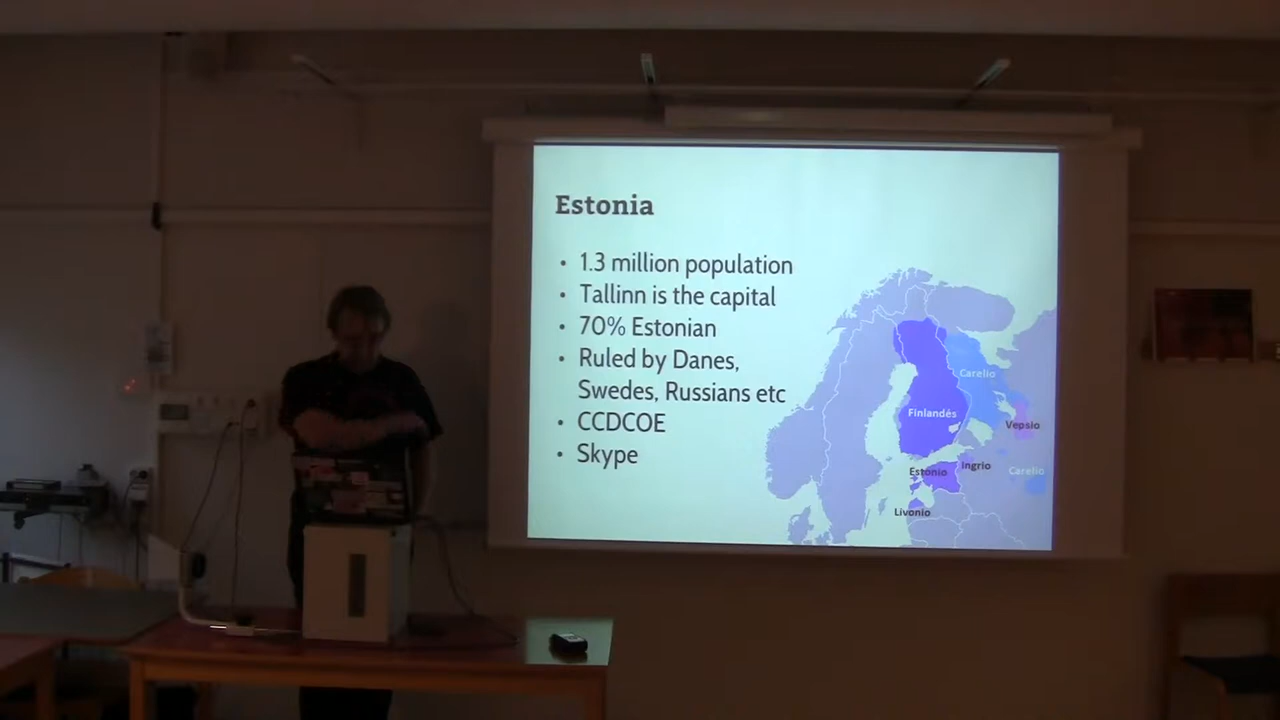 Estonia
• 1.3 million population
• Tallinn is the capital
• 70% Estonian
• Ruled by Danes,
Swedes, Russians etc
• CCDCOE
• Skype
Carelio
Finlandés
Vepsio
Estonio
Ingrio
Carelio
Livonio